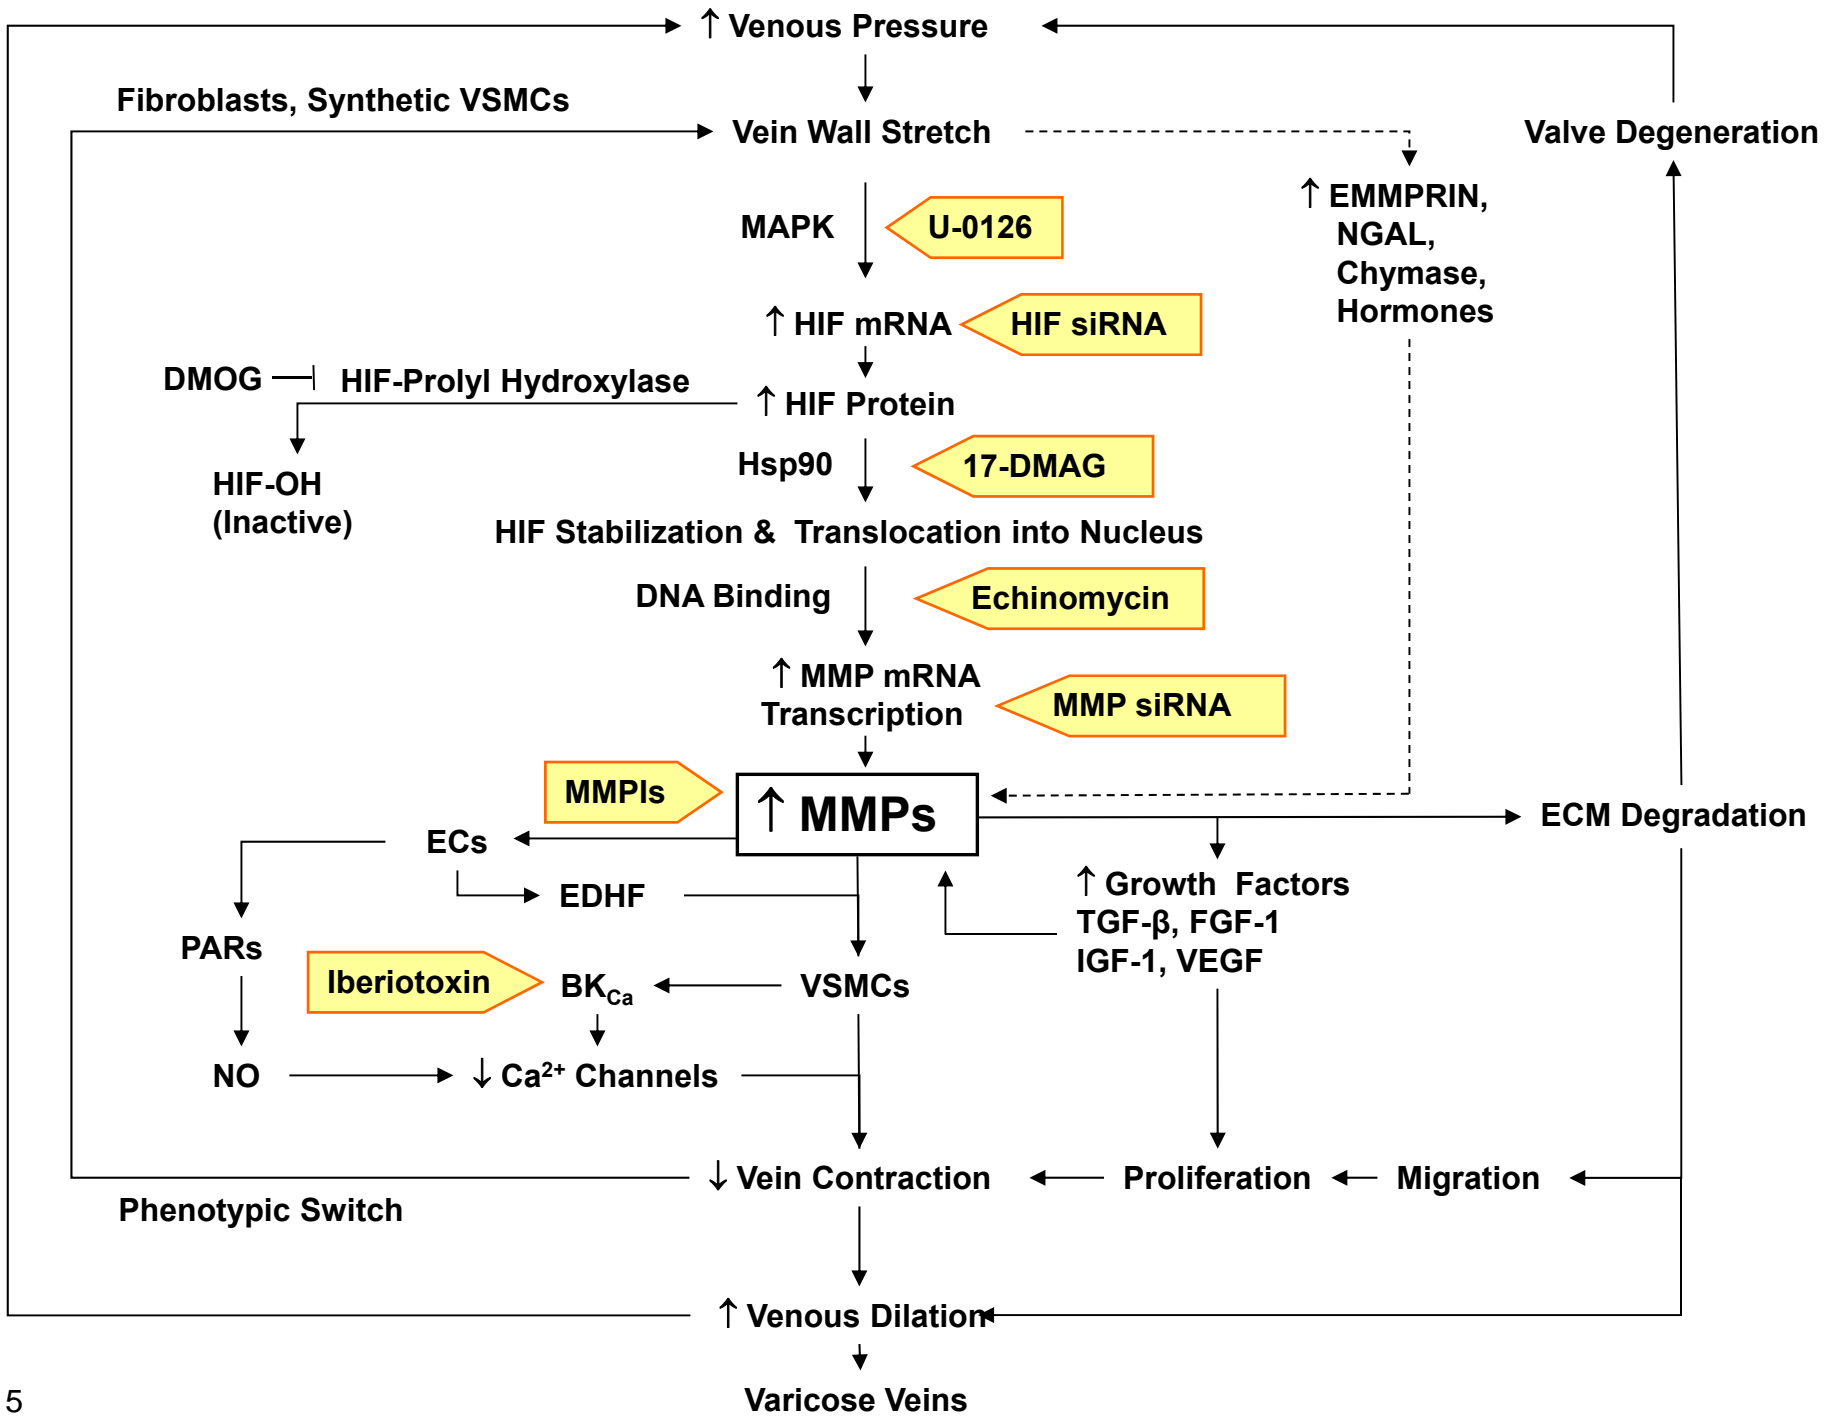 ↑ Venous Pressure
Fibroblasts, Synthetic VSMCs
Vein Wall Stretch
Valve Degeneration
↑ EMMPRIN,
NGAL,
Chymase,
Hormones
MAPK
U-0126
↑ HIF mRNA
HIF siRNA
DMOG
HIF-Prolyl Hydroxylase
↑ HIF Protein
HIF-OH
(Inactive)
Hsp90
17-DMAG
HIF Stabilization & Translocation into Nucleus
DNA Binding
Echinomycin
↑ MMP mRNA
Transcription
MMP siRNA
MMPIs
↑ MMPs
ECM Degradation
ECs
EDHF
↑ Growth Factors
TGF-β, FGF-1
IGF-1, VEGF
PARs
Iberiotoxin
BKCa
VSMCs
NO
↓ Ca2+ Channels
↓ Vein Contraction
Proliferation
Migration
Phenotypic Switch
↑ Venous Dilation
Varicose Veins
5